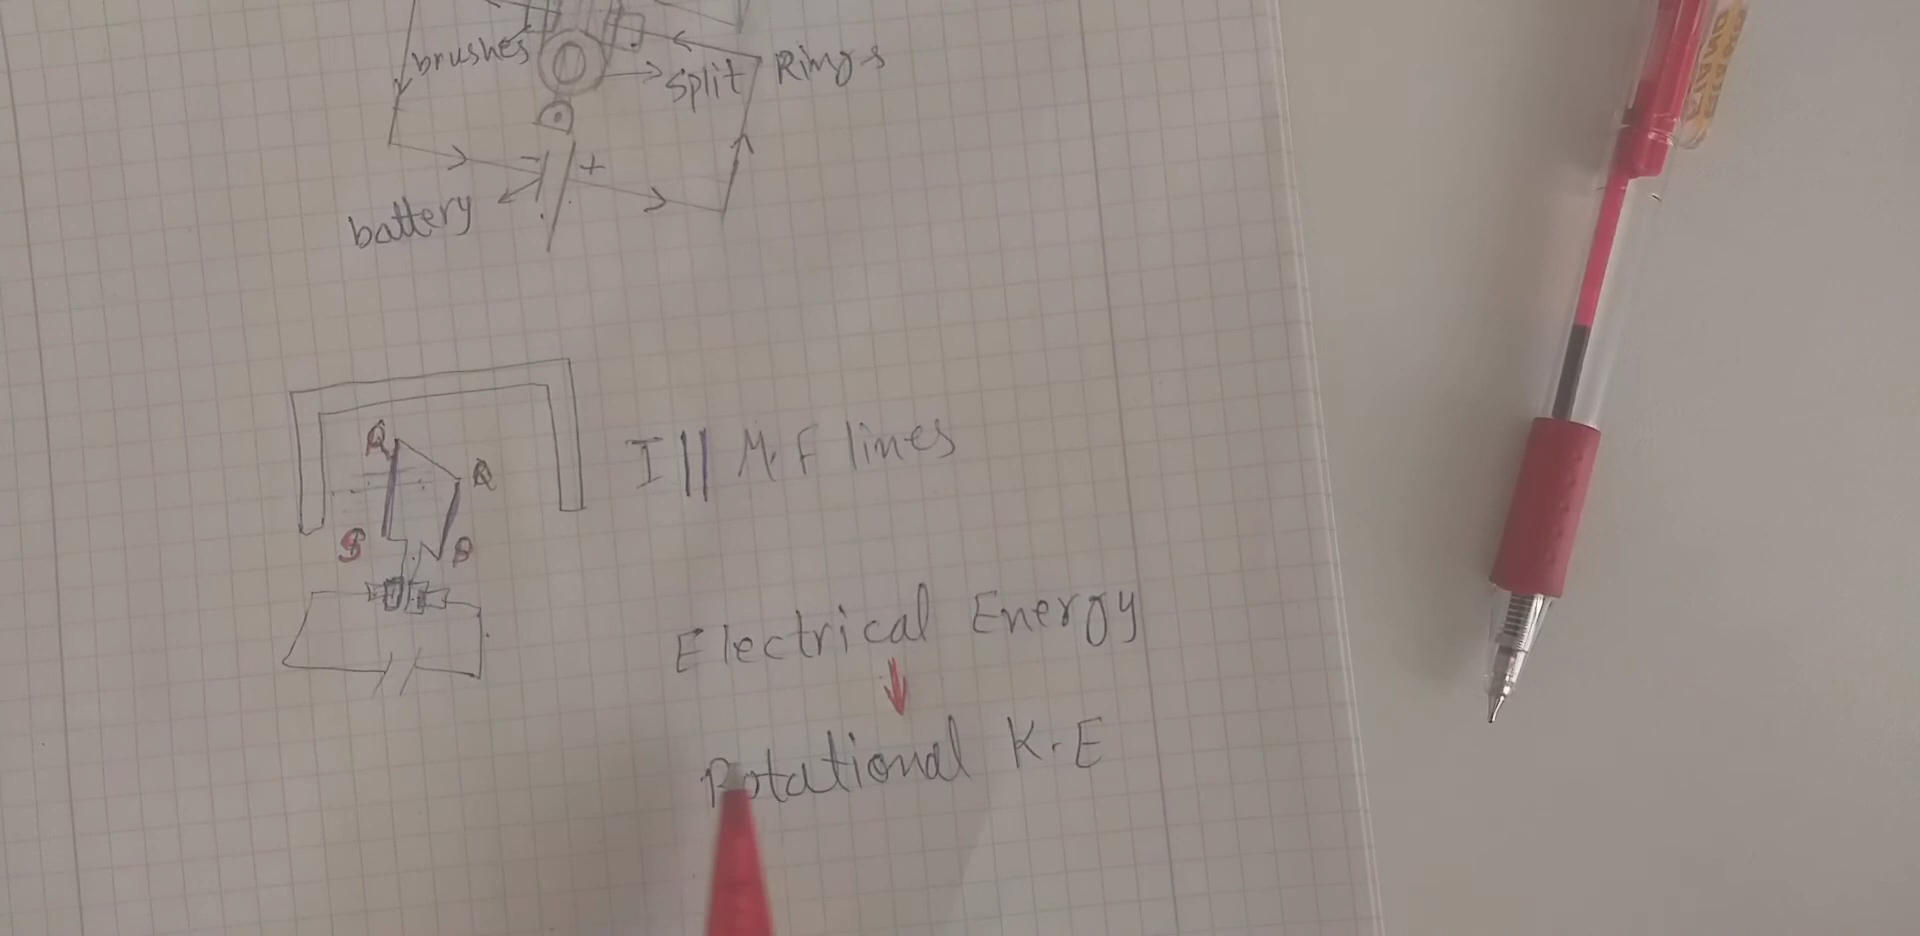 brushes
Split Rings
- +
battery
Q
R
I || M.F lines
S
Electrical Energy
↓
Rotational K.E